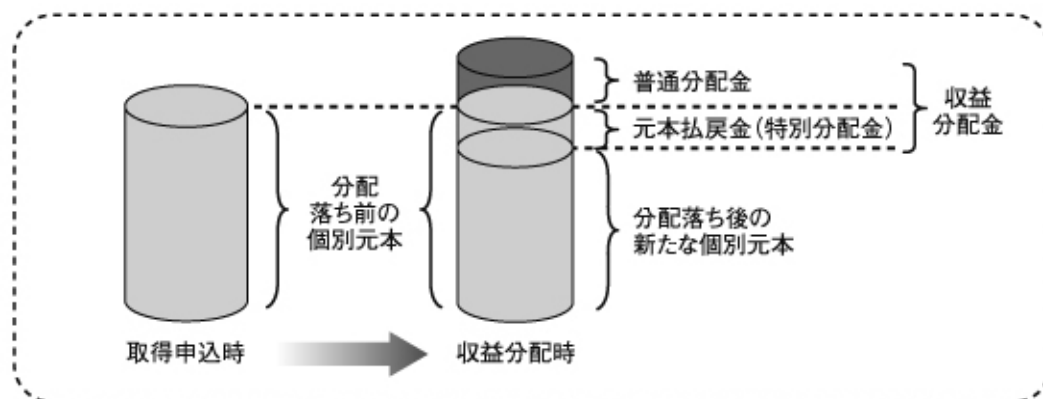 普通分配金
元本払戻金(特別分配金)
収益
分配金
分配
落ち前の
個別元本
分配落ち後の
新たな個別元本
取得申込時
収益分配時